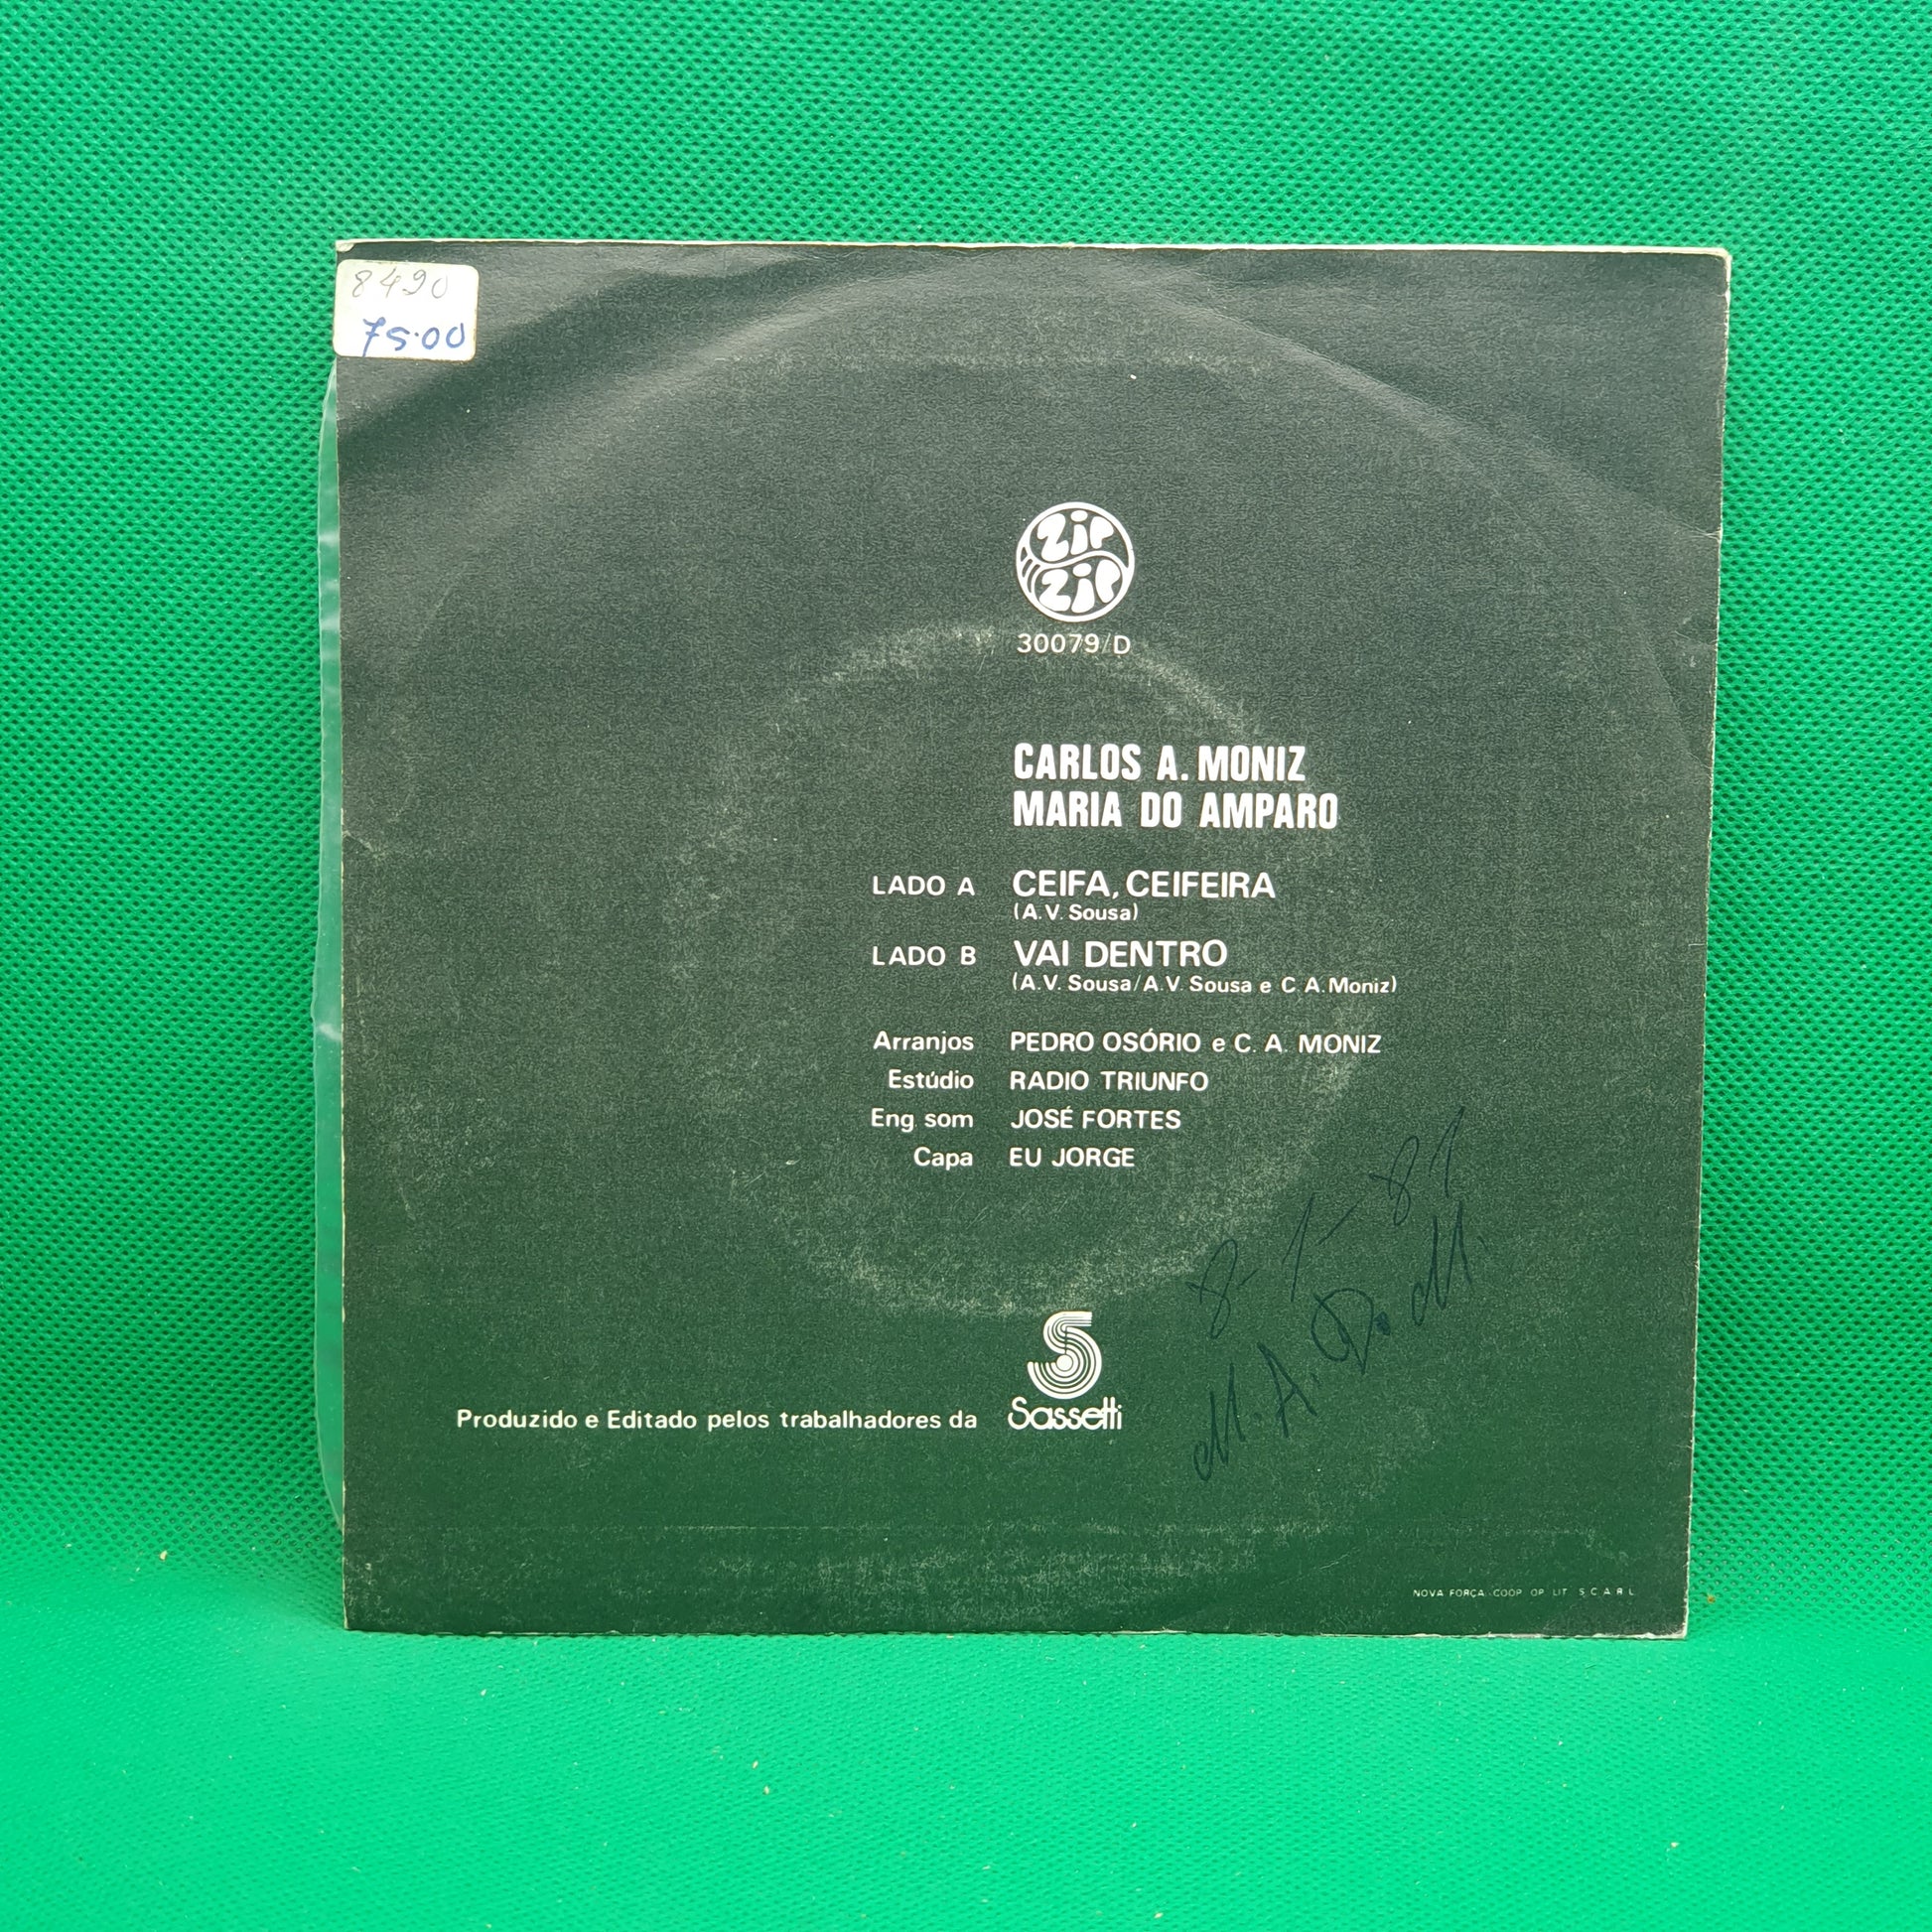 8490
75.00
Zip
Zip
30079/D
CARLOS A. MONIZ
MARIA DO AMPARO
LADO A CEIFA, CEIFEIRA
(A.V. Sousa)
LADO B VAI DENTRO
(A.V. Sousa/A.V. Sousa e C.A.Moniz)
Arranjos PEDRO OSÓRIO e C. A. MONIZ
Estúdio RADIO TRIUNFO
Eng. som JOSÉ FORTES
Capa EU JORGE
8-1-81
M.A. Do M.
Produzido e Editado pelos trabalhadores da Sassetti
NOVA FORÇA-COOP. OP. LIT. S.C.A.R.L.